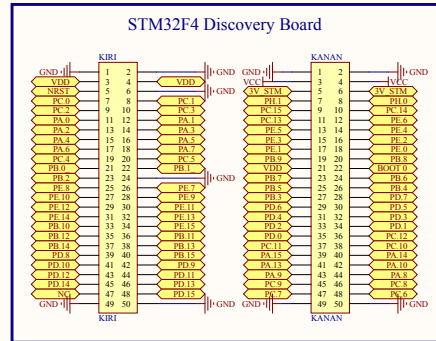 STM32F4 Discovery Board
KIRI KANAN
GND 1 2 GND GND 1 2 GND
VDD 3 4 VDD VCC 3 4 VCC
NRST 5 6 GND 3V_STM 5 6 3V_STM
PC.0 7 8 PC.1 PH.1 7 8 PH.0
PC.2 9 10 PC.3 PC.15 9 10 PC.14
PA.0 11 12 PA.1 PC.13 11 12 PE.6
PA.2 13 14 PA.3 PE.5 13 14 PE.4
PA.4 15 16 PA.5 PE.3 15 16 PE.2
PA.6 17 18 PA.7 PE.1 17 18 PE.0
PC.4 19 20 PC.5 PB.9 19 20 PB.8
PB.0 21 22 PB.1 VDD 21 22 BOOT0
PB.2 23 24 GND PB.7 23 24 PB.6
PE.8 25 26 PE.7 PB.5 25 26 PB.4
PE.10 27 28 PE.9 PB.3 27 28 PD.7
PE.12 29 30 PE.11 PD.6 29 30 PD.5
PE.14 31 32 PE.13 PD.4 31 32 PD.3
PB.10 33 34 PE.15 PD.2 33 34 PD.1
PB.12 35 36 PB.11 PD.0 35 36 PC.12
PB.14 37 38 PB.13 PC.11 37 38 PC.10
PD.8 39 40 PB.15 PA.15 39 40 PA.14
PD.10 41 42 PD.9 PA.13 41 42 PA.10
PD.12 43 44 PD.11 PA.9 43 44 PA.8
PD.14 45 46 PD.13 PC.9 45 46 PC.8
NC 47 48 PD.15 PC.7 47 48 PC.6
GND 49 50 GND GND 49 50 GND
KIRI KANAN